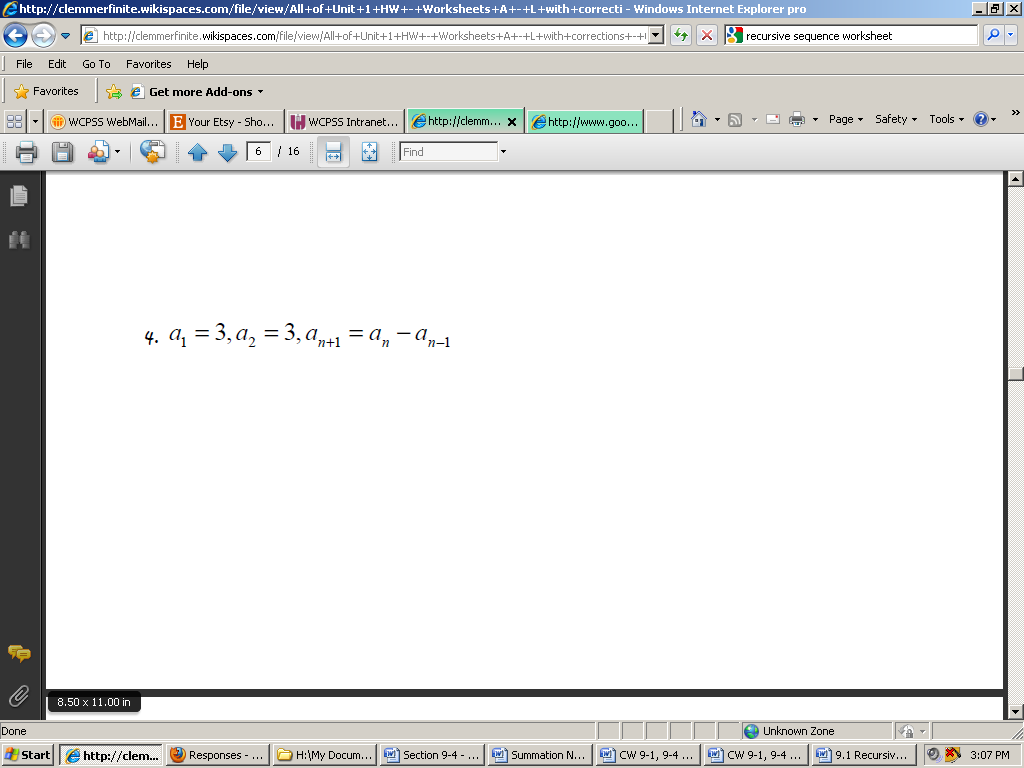 http://clemmerfinite.wikispaces.com/file/view/All+of+Unit+1+HW+-+Worksheets+A+-+L+with+correcti - Windows Internet Explorer pro
http://clemmerfinite.wikispaces.com/file/view/All+of+Unit+1+HW+-+Worksheets+A+-+L+with+corrections+-+
recursive sequence worksheet
File Edit Go To Favorites Help
Favorites Get more Add-ons
WCPSS WebMail... Your Etsy - Sho... WCPSS Intranet... http://clemm... http://www.goo... Page Safety Tools »
6 / 16 Find
4. a₁ = 3, a₂ = 3, aₙ₊₁ = aₙ − aₙ₋₁
8.50 x 11.00 in
Done Unknown Zone
Start http://clem... Responses - ... H:\My Docum... Section 9-4 - ... Summation N... CW 9-1, 9-4 ... CW 9-1, 9-4 ... 9.1 Recursiv... 3:07 PM